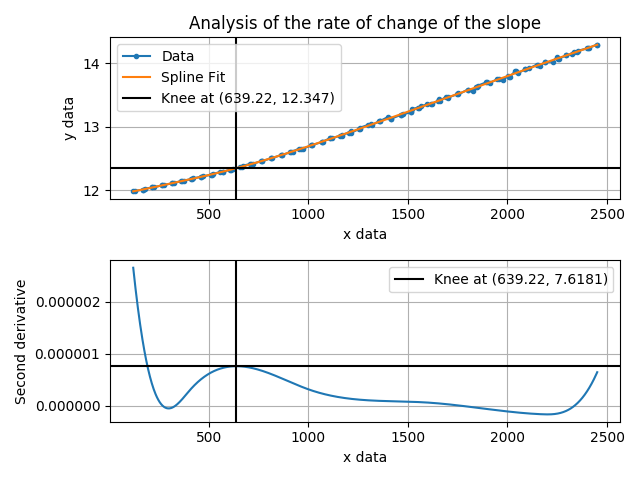 Analysis of the rate of change of the slope
Data
Spline Fit
Knee at (639.22, 12.347)
y data
14
13
12
500 1000 1500 2000 2500
x data
Knee at (639.22, 7.6181)
Second derivative
0.000002
0.000001
0.000000
500 1000 1500 2000 2500
x data